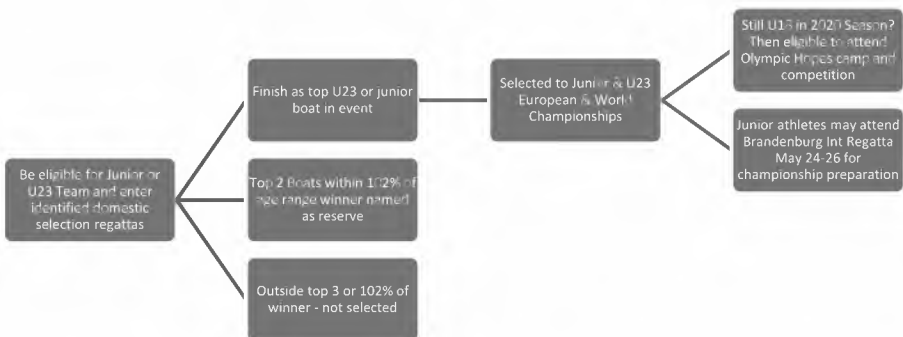 Be eligible for Junior or
U23 Team and enter
identified domestic
selection regattas
Finish as top U23 or junior
boat in event
Top 2 Boats within 102% of
age range winner named
as reserve
Outside top 3 or 102% of
winner - not selected
Selected to Junior & U23
European & World
Championships
Still in 2020 Season?
Then eligible to attend
Olympic Hopes camp and
competition
Junior athletes may attend
Brandenburg Int Regatta
May 24-26 for
championship preparation